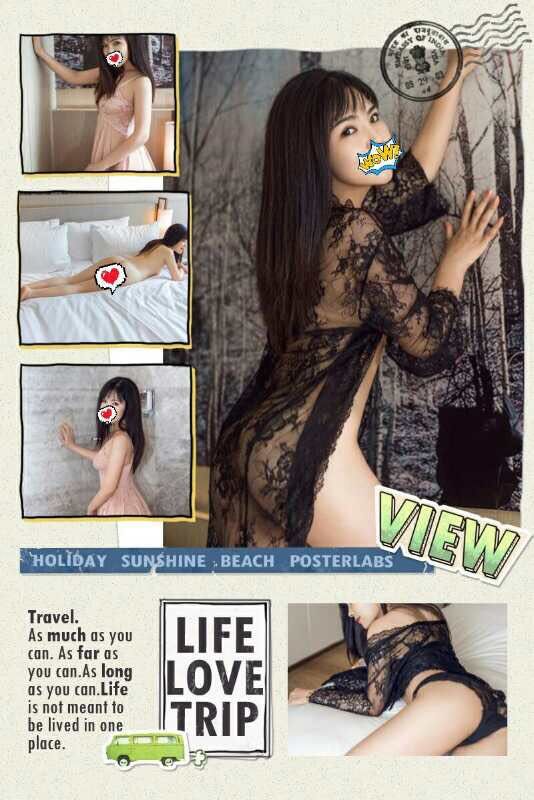 WOW!
VIEW
HOLIDAY SUNSHINE . BEACH POSTERLABS
Travel.
As much as you
can. As far as
you can.As long
as you can.Life
is not meant to
be lived in one
place.
LIFE
LOVE
TRIP